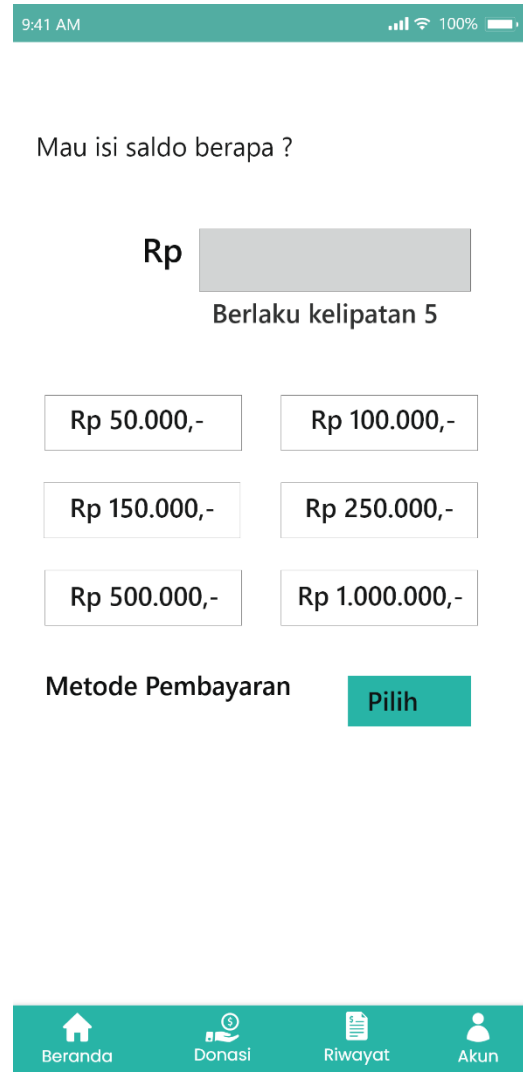 9:41 AM 100%
Mau isi saldo berapa ?
Rp
Berlaku kelipatan 5
Rp 50.000,- Rp 100.000,-
Rp 150.000,- Rp 250.000,-
Rp 500.000,- Rp 1.000.000,-
Metode Pembayaran Pilih
Beranda Donasi Riwayat Akun